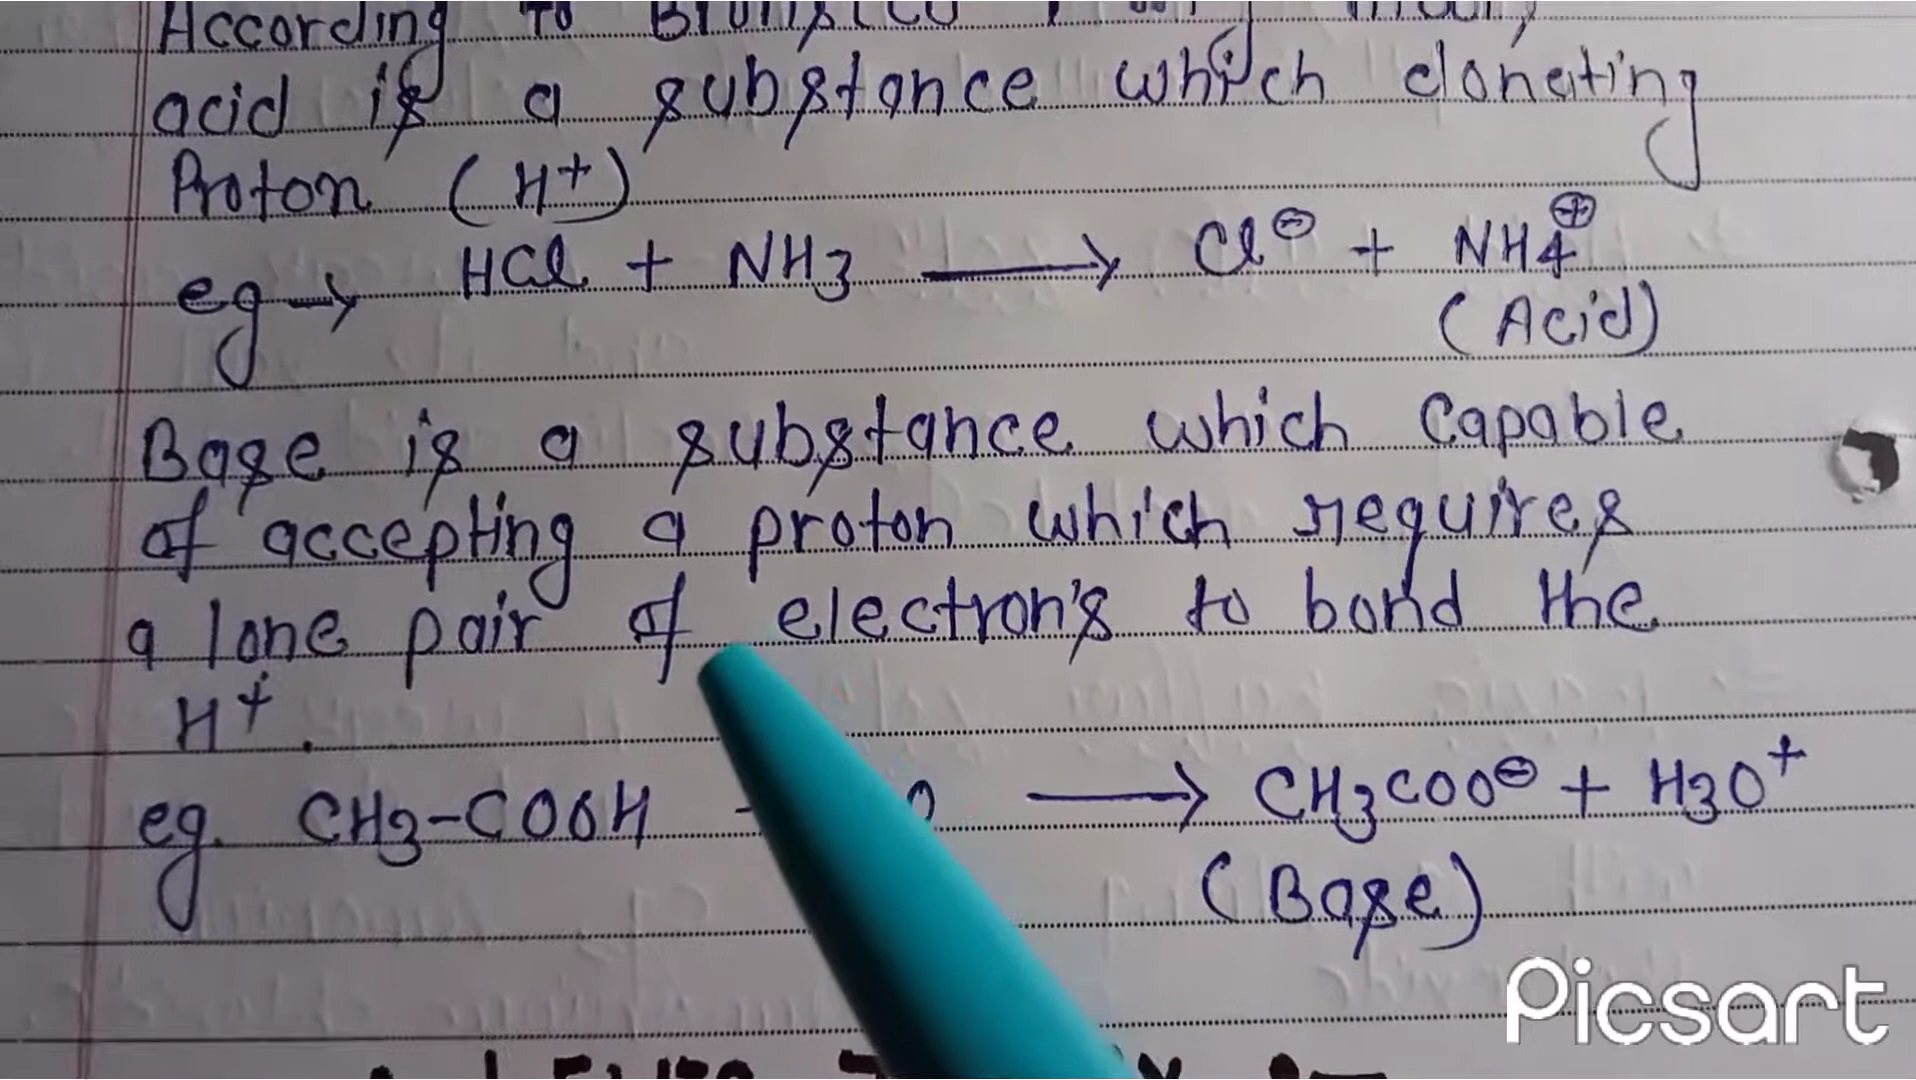 According to
acid is a substance which donating
Proton (H+)
eg → HCl + NH3 → Cl⊖ + NH4⊕
(Acid)
Base is a substance which Capable
of accepting a proton which requires
a lone pair of electron's to bond the
H+.
eg. CH3-COOH O → CH3COO⊖ + H3O+
(Base)
Picsart